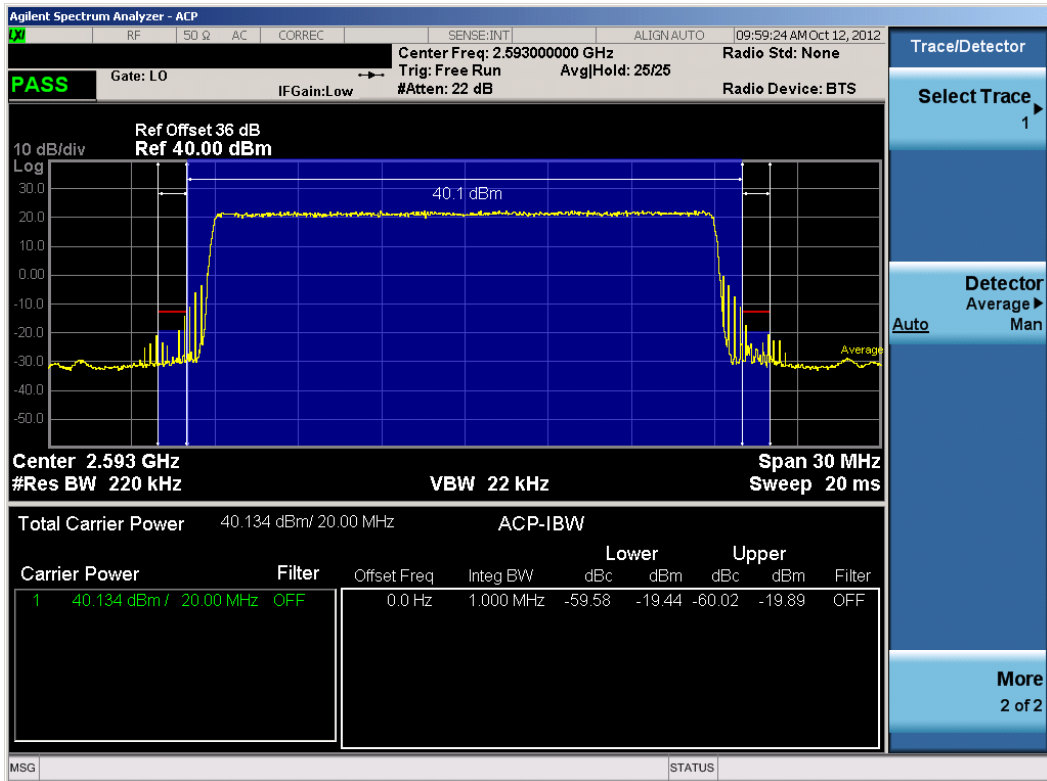 Agilent Spectrum Analyzer - ACP
LXI RF 50 Ω AC CORREC SENSE:INT ALIGN AUTO 09:59:24 AM Oct 12, 2012
Center Freq: 2.593000000 GHz Radio Std: None
PASS Gate: LO Trig: Free Run Avg|Hold: 25/25
IFGain:Low #Atten: 22 dB Radio Device: BTS
Ref Offset 36 dB
10 dB/div Ref 40.00 dBm
Log
30.0
40.1 dBm
20.0
10.0
0.00
-10.0
-20.0
Average
-30.0
-40.0
-50.0
Center 2.593 GHz Span 30 MHz
#Res BW 220 kHz VBW 22 kHz Sweep 20 ms
Total Carrier Power 40.134 dBm/ 20.00 MHz ACP-IBW
Lower Upper
Carrier Power Filter Offset Freq Integ BW dBc dBm dBc dBm Filter
1 40.134 dBm / 20.00 MHz OFF 0.0 Hz 1.000 MHz -59.58 -19.44 -60.02 -19.89 OFF
MSG STATUS
Trace/Detector
Select Trace
1
Detector
Average
Auto Man
More
2 of 2